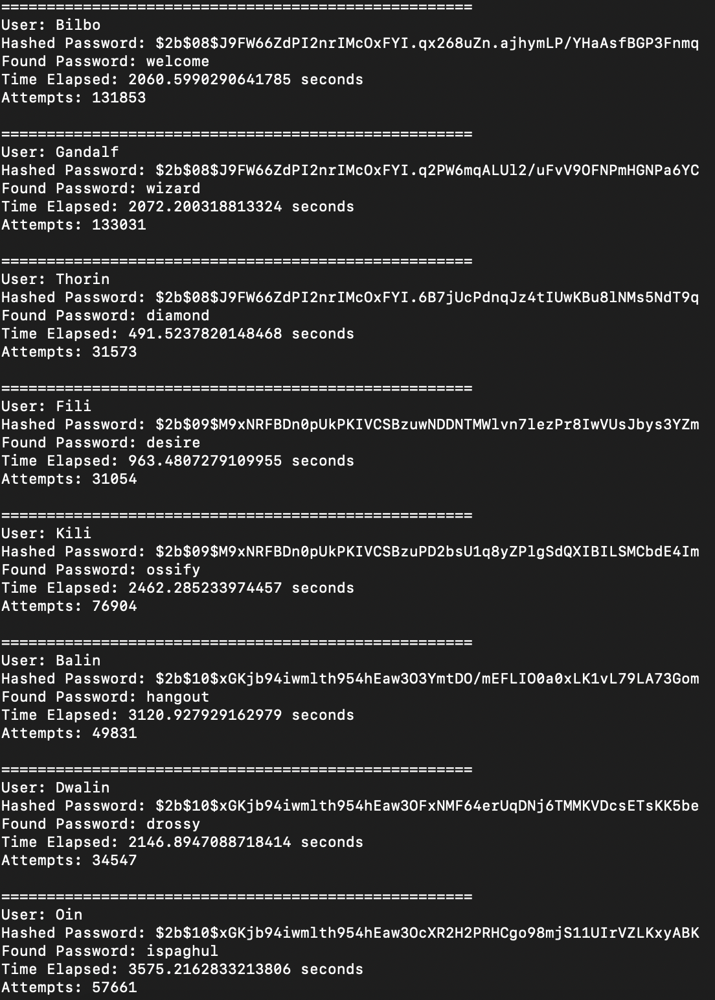 ====================================================
User: Bilbo
Hashed Password: $2b$08$J9FW66ZdPI2nrIMcOxFYI.qx268uZn.ajhymLP/YHaAsfBGP3Fnmq
Found Password: welcome
Time Elapsed: 2060.5990290641785 seconds
Attempts: 131853
====================================================
User: Gandalf
Hashed Password: $2b$08$J9FW66ZdPI2nrIMcOxFYI.q2PW6mqALUl2/uFvV9OFNPmHGNPa6YC
Found Password: wizard
Time Elapsed: 2072.200318813324 seconds
Attempts: 133031
====================================================
User: Thorin
Hashed Password: $2b$08$J9FW66ZdPI2nrIMcOxFYI.6B7jUcPdnqJz4tIUwKBu8lNMs5NdT9q
Found Password: diamond
Time Elapsed: 491.5237820148468 seconds
Attempts: 31573
====================================================
User: Fili
Hashed Password: $2b$09$M9xNRFBDn0pUkPKIVCSBzuwNDDNTMWlvn7lezPr8IwVUsJbys3YZm
Found Password: desire
Time Elapsed: 963.4807279109955 seconds
Attempts: 31054
====================================================
User: Kili
Hashed Password: $2b$09$M9xNRFBDn0pUkPKIVCSBzuPD2bsU1q8yZPlgSdQXIBILSMCbdE4Im
Found Password: ossify
Time Elapsed: 2462.285233974457 seconds
Attempts: 76904
====================================================
User: Balin
Hashed Password: $2b$10$xGKjb94iwmlth954hEaw3O3YmtDO/mEFLIO0a0xLK1vL79LA73Gom
Found Password: hangout
Time Elapsed: 3120.927929162979 seconds
Attempts: 49831
====================================================
User: Dwalin
Hashed Password: $2b$10$xGKjb94iwmlth954hEaw3OFxNMF64erUqDNj6TMMKVDcsETsKK5be
Found Password: drossy
Time Elapsed: 2146.8947088718414 seconds
Attempts: 34547
====================================================
User: Oin
Hashed Password: $2b$10$xGKjb94iwmlth954hEaw3OcXR2H2PRHCgo98mjS11UIrVZLKxyABK
Found Password: ispaghul
Time Elapsed: 3575.2162833213806 seconds
Attempts: 57661